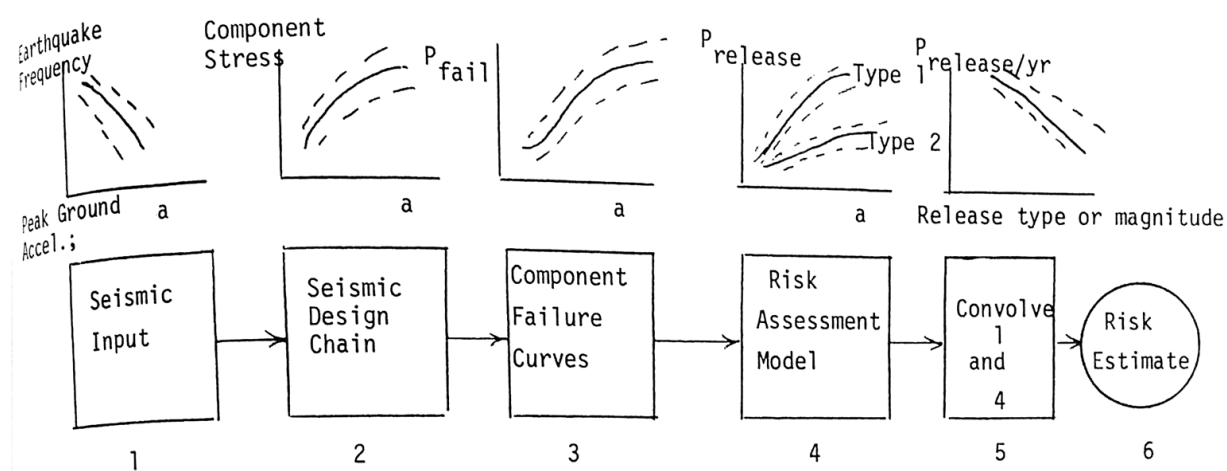 Earthquake
Frequency
Peak Ground
Accel.;
a
Component
Stress
a
P fail
a
P release
Type 1
Type 2
a
P release/yr
Release type or magnitude
Seismic
Input
Seismic
Design
Chain
Component
Failure
Curves
Risk
Assessment
Model
Convolve
1
and
4
Risk
Estimate
1
2
3
4
5
6